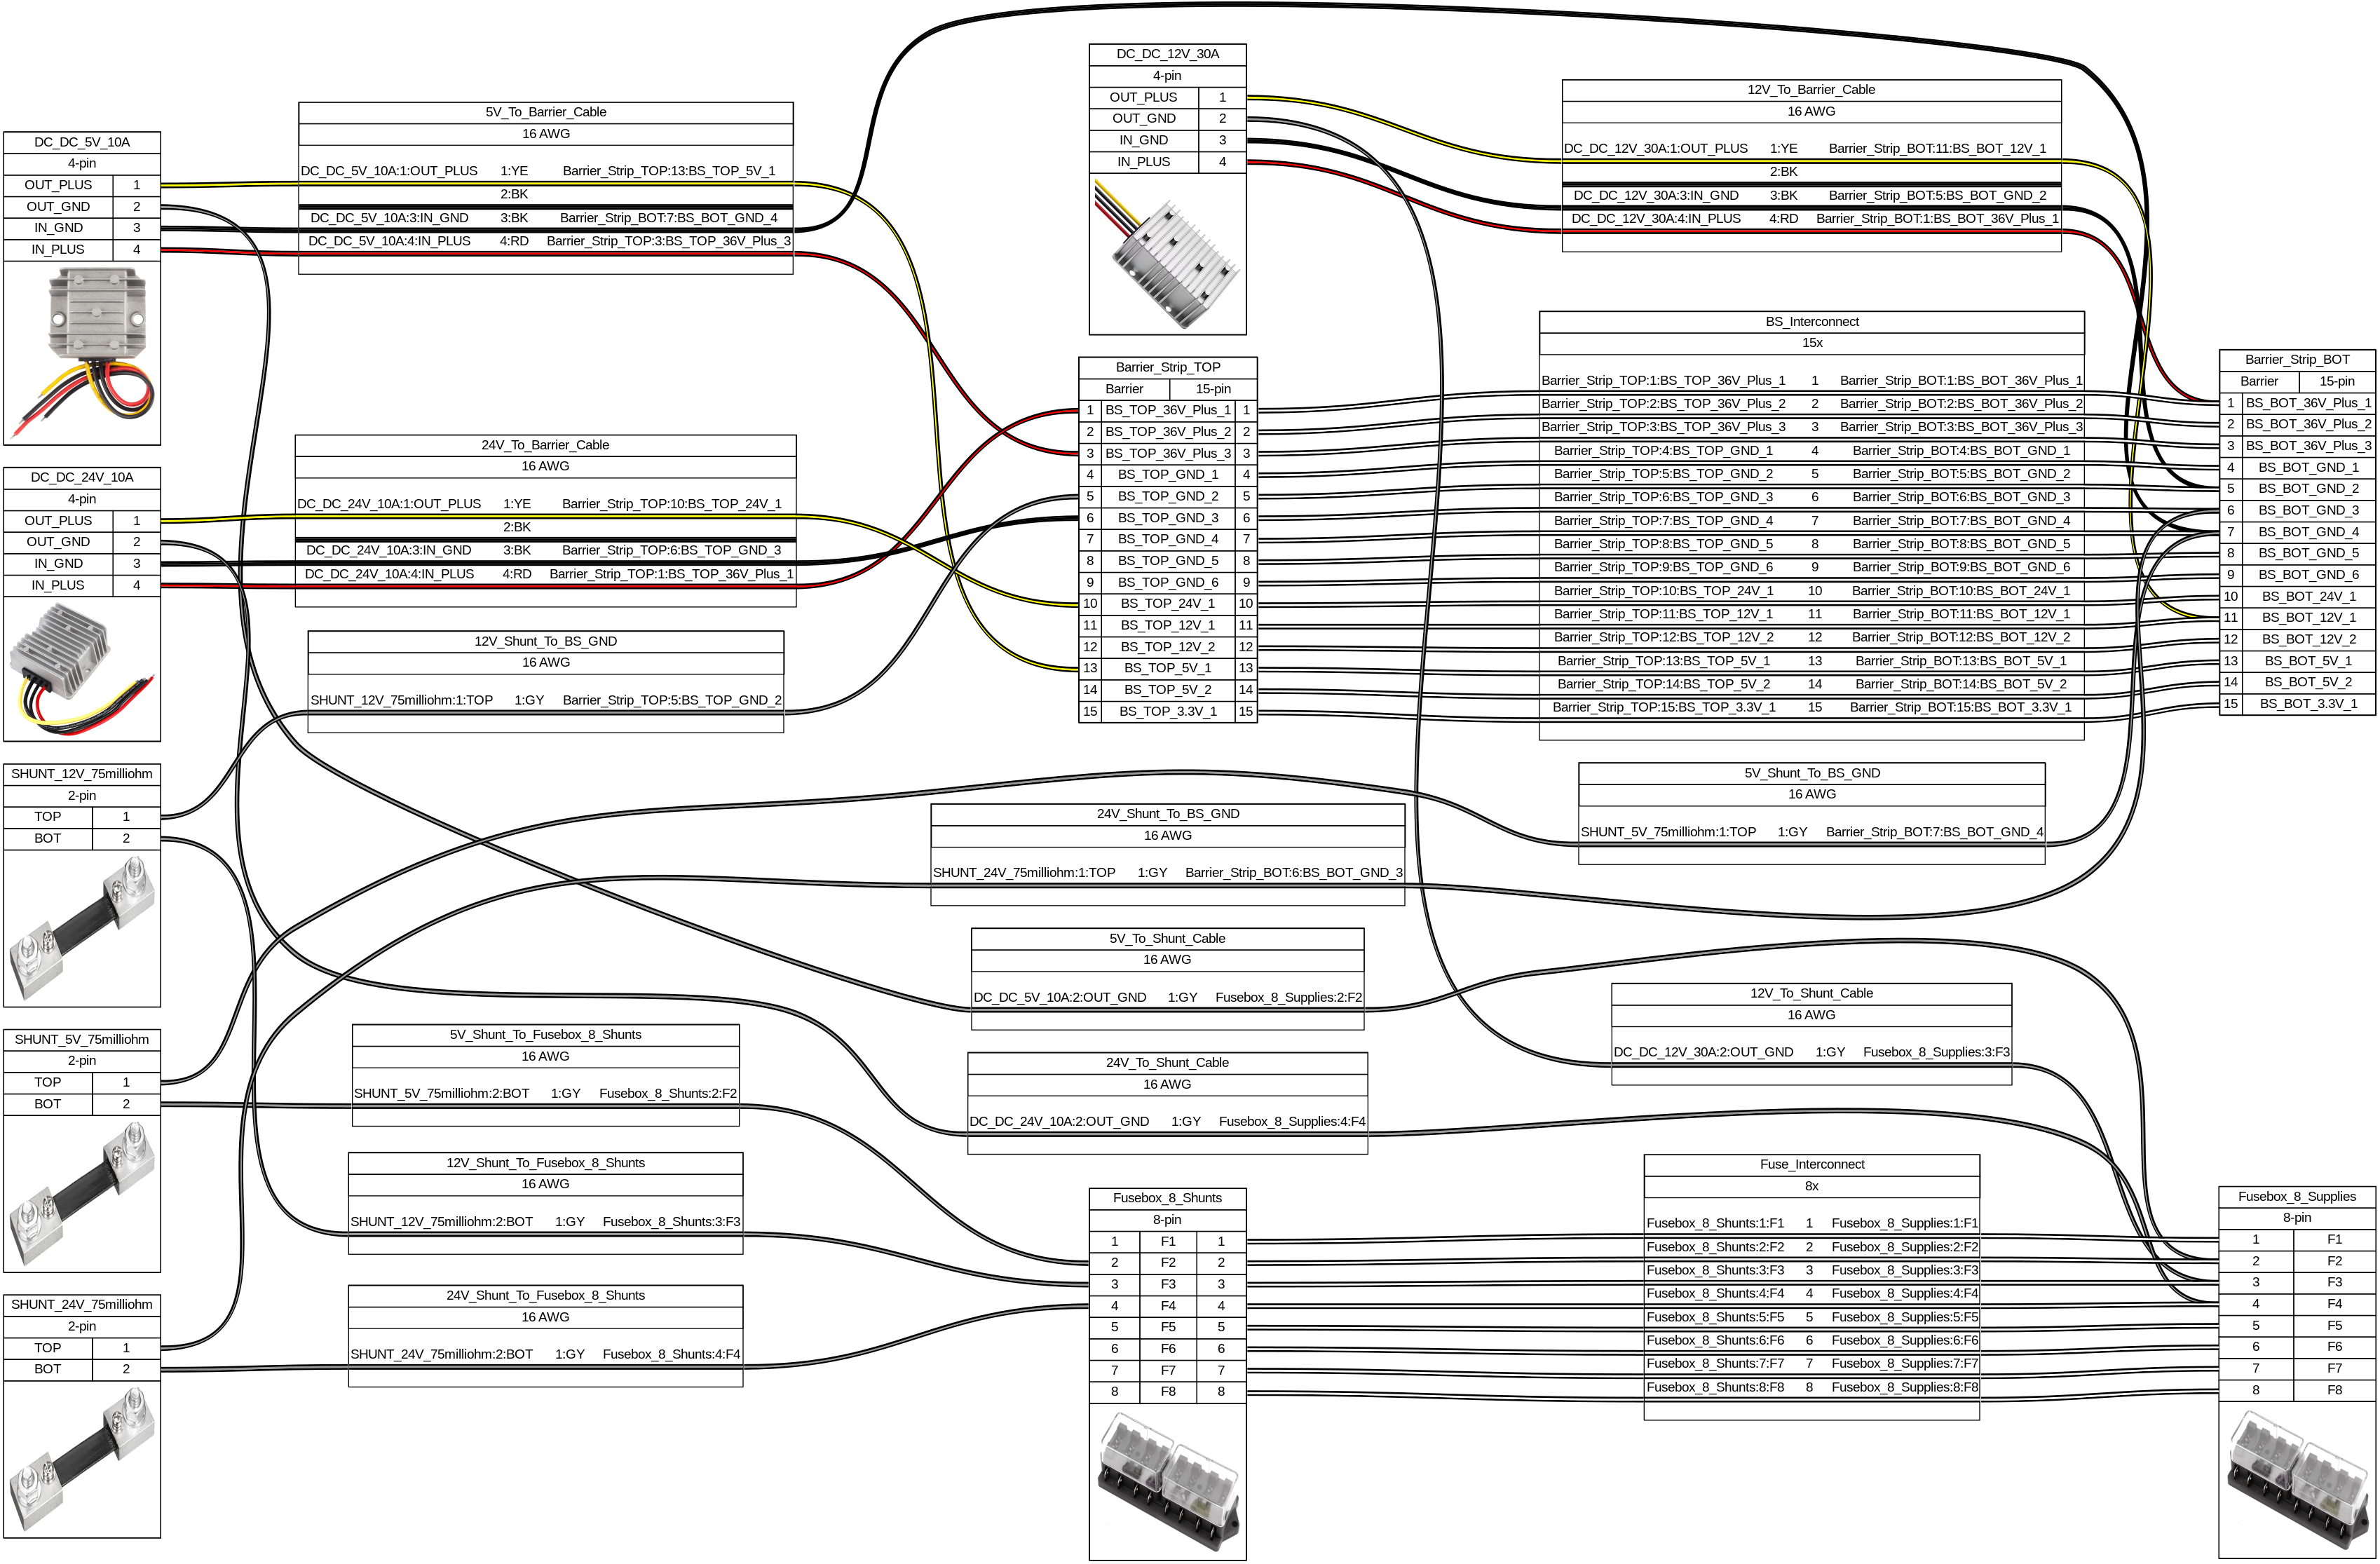 DC_DC_5V_10A
4-pin
OUT_PLUS 1
OUT_GND 2
IN_GND 3
IN_PLUS 4
DC_DC_24V_10A
4-pin
OUT_PLUS 1
OUT_GND 2
IN_GND 3
IN_PLUS 4
SHUNT_12V_75milliohm
2-pin
TOP 1
BOT 2
SHUNT_5V_75milliohm
2-pin
TOP 1
BOT 2
SHUNT_24V_75milliohm
2-pin
TOP 1
BOT 2
5V_To_Barrier_Cable
16 AWG
DC_DC_5V_10A:1:OUT_PLUS 1:YE Barrier_Strip_TOP:13:BS_TOP_5V_1
2:BK
DC_DC_5V_10A:3:IN_GND 3:BK Barrier_Strip_BOT:7:BS_BOT_GND_4
DC_DC_5V_10A:4:IN_PLUS 4:RD Barrier_Strip_TOP:3:BS_TOP_36V_Plus_3
24V_To_Barrier_Cable
16 AWG
DC_DC_24V_10A:1:OUT_PLUS 1:YE Barrier_Strip_TOP:10:BS_TOP_24V_1
2:BK
DC_DC_24V_10A:3:IN_GND 3:BK Barrier_Strip_TOP:6:BS_TOP_GND_3
DC_DC_24V_10A:4:IN_PLUS 4:RD Barrier_Strip_TOP:1:BS_TOP_36V_Plus_1
12V_Shunt_To_BS_GND
16 AWG
SHUNT_12V_75milliohm:1:TOP 1:GY Barrier_Strip_TOP:5:BS_TOP_GND_2
5V_Shunt_To_Fusebox_8_Shunts
16 AWG
SHUNT_5V_75milliohm:2:BOT 1:GY Fusebox_8_Shunts:2:F2
12V_Shunt_To_Fusebox_8_Shunts
16 AWG
SHUNT_12V_75milliohm:2:BOT 1:GY Fusebox_8_Shunts:3:F3
24V_Shunt_To_Fusebox_8_Shunts
16 AWG
SHUNT_24V_75milliohm:2:BOT 1:GY Fusebox_8_Shunts:4:F4
DC_DC_12V_30A
4-pin
OUT_PLUS 1
OUT_GND 2
IN_GND 3
IN_PLUS 4
Barrier_Strip_TOP
Barrier 15-pin
1 BS_TOP_36V_Plus_1 1
2 BS_TOP_36V_Plus_2 2
3 BS_TOP_36V_Plus_3 3
4 BS_TOP_GND_1 4
5 BS_TOP_GND_2 5
6 BS_TOP_GND_3 6
7 BS_TOP_GND_4 7
8 BS_TOP_GND_5 8
9 BS_TOP_GND_6 9
10 BS_TOP_24V_1 10
11 BS_TOP_12V_1 11
12 BS_TOP_12V_2 12
13 BS_TOP_5V_1 13
14 BS_TOP_5V_2 14
15 BS_TOP_3.3V_1 15
24V_Shunt_To_BS_GND
16 AWG
SHUNT_24V_75milliohm:1:TOP 1:GY Barrier_Strip_BOT:6:BS_BOT_GND_3
5V_To_Shunt_Cable
16 AWG
DC_DC_5V_10A:2:OUT_GND 1:GY Fusebox_8_Supplies:2:F2
24V_To_Shunt_Cable
16 AWG
DC_DC_24V_10A:2:OUT_GND 1:GY Fusebox_8_Supplies:4:F4
Fusebox_8_Shunts
8-pin
1 F1 1
2 F2 2
3 F3 3
4 F4 4
5 F5 5
6 F6 6
7 F7 7
8 F8 8
12V_To_Barrier_Cable
16 AWG
DC_DC_12V_30A:1:OUT_PLUS 1:YE Barrier_Strip_BOT:11:BS_BOT_12V_1
2:BK
DC_DC_12V_30A:3:IN_GND 3:BK Barrier_Strip_BOT:5:BS_BOT_GND_2
DC_DC_12V_30A:4:IN_PLUS 4:RD Barrier_Strip_BOT:1:BS_BOT_36V_Plus_1
BS_Interconnect
15x
Barrier_Strip_TOP:1:BS_TOP_36V_Plus_1 1 Barrier_Strip_BOT:1:BS_BOT_36V_Plus_1
Barrier_Strip_TOP:2:BS_TOP_36V_Plus_2 2 Barrier_Strip_BOT:2:BS_BOT_36V_Plus_2
Barrier_Strip_TOP:3:BS_TOP_36V_Plus_3 3 Barrier_Strip_BOT:3:BS_BOT_36V_Plus_3
Barrier_Strip_TOP:4:BS_TOP_GND_1 4 Barrier_Strip_BOT:4:BS_BOT_GND_1
Barrier_Strip_TOP:5:BS_TOP_GND_2 5 Barrier_Strip_BOT:5:BS_BOT_GND_2
Barrier_Strip_TOP:6:BS_TOP_GND_3 6 Barrier_Strip_BOT:6:BS_BOT_GND_3
Barrier_Strip_TOP:7:BS_TOP_GND_4 7 Barrier_Strip_BOT:7:BS_BOT_GND_4
Barrier_Strip_TOP:8:BS_TOP_GND_5 8 Barrier_Strip_BOT:8:BS_BOT_GND_5
Barrier_Strip_TOP:9:BS_TOP_GND_6 9 Barrier_Strip_BOT:9:BS_BOT_GND_6
Barrier_Strip_TOP:10:BS_TOP_24V_1 10 Barrier_Strip_BOT:10:BS_BOT_24V_1
Barrier_Strip_TOP:11:BS_TOP_12V_1 11 Barrier_Strip_BOT:11:BS_BOT_12V_1
Barrier_Strip_TOP:12:BS_TOP_12V_2 12 Barrier_Strip_BOT:12:BS_BOT_12V_2
Barrier_Strip_TOP:13:BS_TOP_5V_1 13 Barrier_Strip_BOT:13:BS_BOT_5V_1
Barrier_Strip_TOP:14:BS_TOP_5V_2 14 Barrier_Strip_BOT:14:BS_BOT_5V_2
Barrier_Strip_TOP:15:BS_TOP_3.3V_1 15 Barrier_Strip_BOT:15:BS_BOT_3.3V_1
5V_Shunt_To_BS_GND
16 AWG
SHUNT_5V_75milliohm:1:TOP 1:GY Barrier_Strip_BOT:7:BS_BOT_GND_4
12V_To_Shunt_Cable
16 AWG
DC_DC_12V_30A:2:OUT_GND 1:GY Fusebox_8_Supplies:3:F3
Fuse_Interconnect
8x
Fusebox_8_Shunts:1:F1 1 Fusebox_8_Supplies:1:F1
Fusebox_8_Shunts:2:F2 2 Fusebox_8_Supplies:2:F2
Fusebox_8_Shunts:3:F3 3 Fusebox_8_Supplies:3:F3
Fusebox_8_Shunts:4:F4 4 Fusebox_8_Supplies:4:F4
Fusebox_8_Shunts:5:F5 5 Fusebox_8_Supplies:5:F5
Fusebox_8_Shunts:6:F6 6 Fusebox_8_Supplies:6:F6
Fusebox_8_Shunts:7:F7 7 Fusebox_8_Supplies:7:F7
Fusebox_8_Shunts:8:F8 8 Fusebox_8_Supplies:8:F8
Barrier_Strip_BOT
Barrier 15-pin
1 BS_BOT_36V_Plus_1
2 BS_BOT_36V_Plus_2
3 BS_BOT_36V_Plus_3
4 BS_BOT_GND_1
5 BS_BOT_GND_2
6 BS_BOT_GND_3
7 BS_BOT_GND_4
8 BS_BOT_GND_5
9 BS_BOT_GND_6
10 BS_BOT_24V_1
11 BS_BOT_12V_1
12 BS_BOT_12V_2
13 BS_BOT_5V_1
14 BS_BOT_5V_2
15 BS_BOT_3.3V_1
Fusebox_8_Supplies
8-pin
1 F1
2 F2
3 F3
4 F4
5 F5
6 F6
7 F7
8 F8